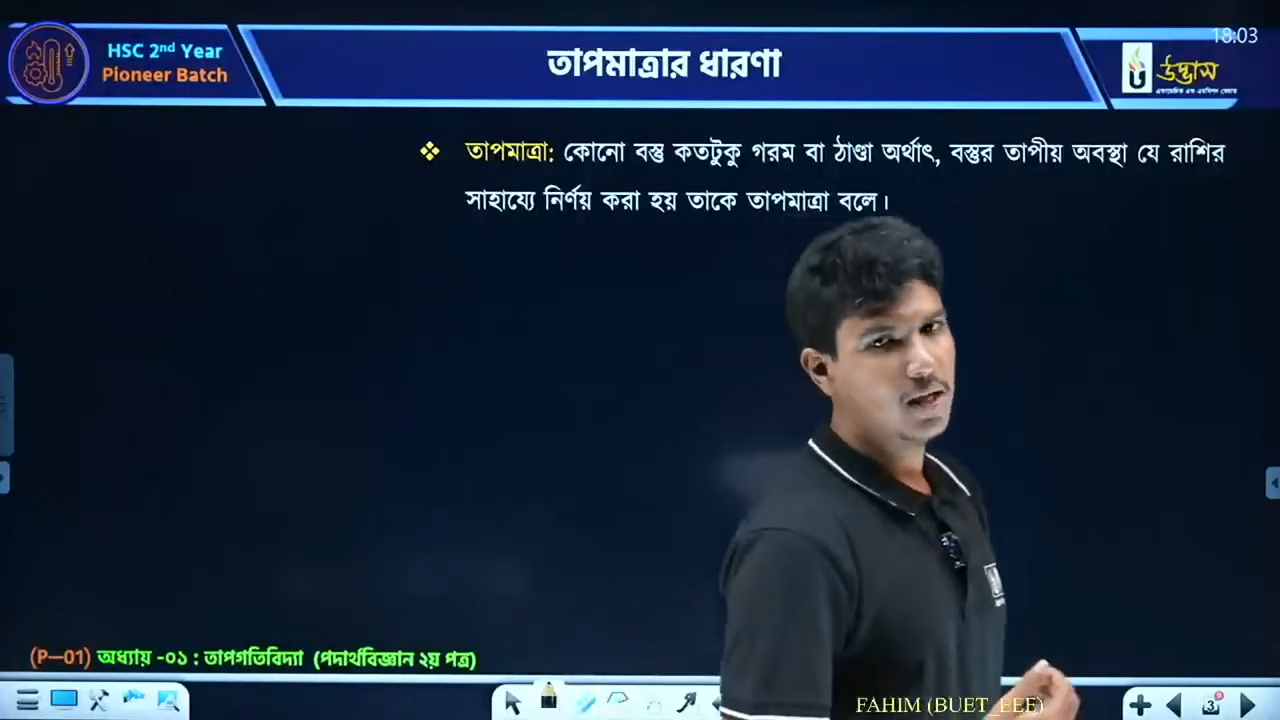 18:03
HSC 2nd Year
Pioneer Batch
তাপমাত্রার ধারণা
উদ্ভাস
তাপমাত্রা: কোনো বস্তু কতটুকু গরম বা ঠাণ্ডা অর্থাৎ, বস্তুর তাপীয় অবস্থা যে রাশির
সাহায্যে নির্ণয় করা হয় তাকে তাপমাত্রা বলে।
(P–01) অধ্যায় -০১ : তাপগতিবিদ্যা (পদার্থবিজ্ঞান ২য় পত্র)
FAHIM (BUET_EEE)
3